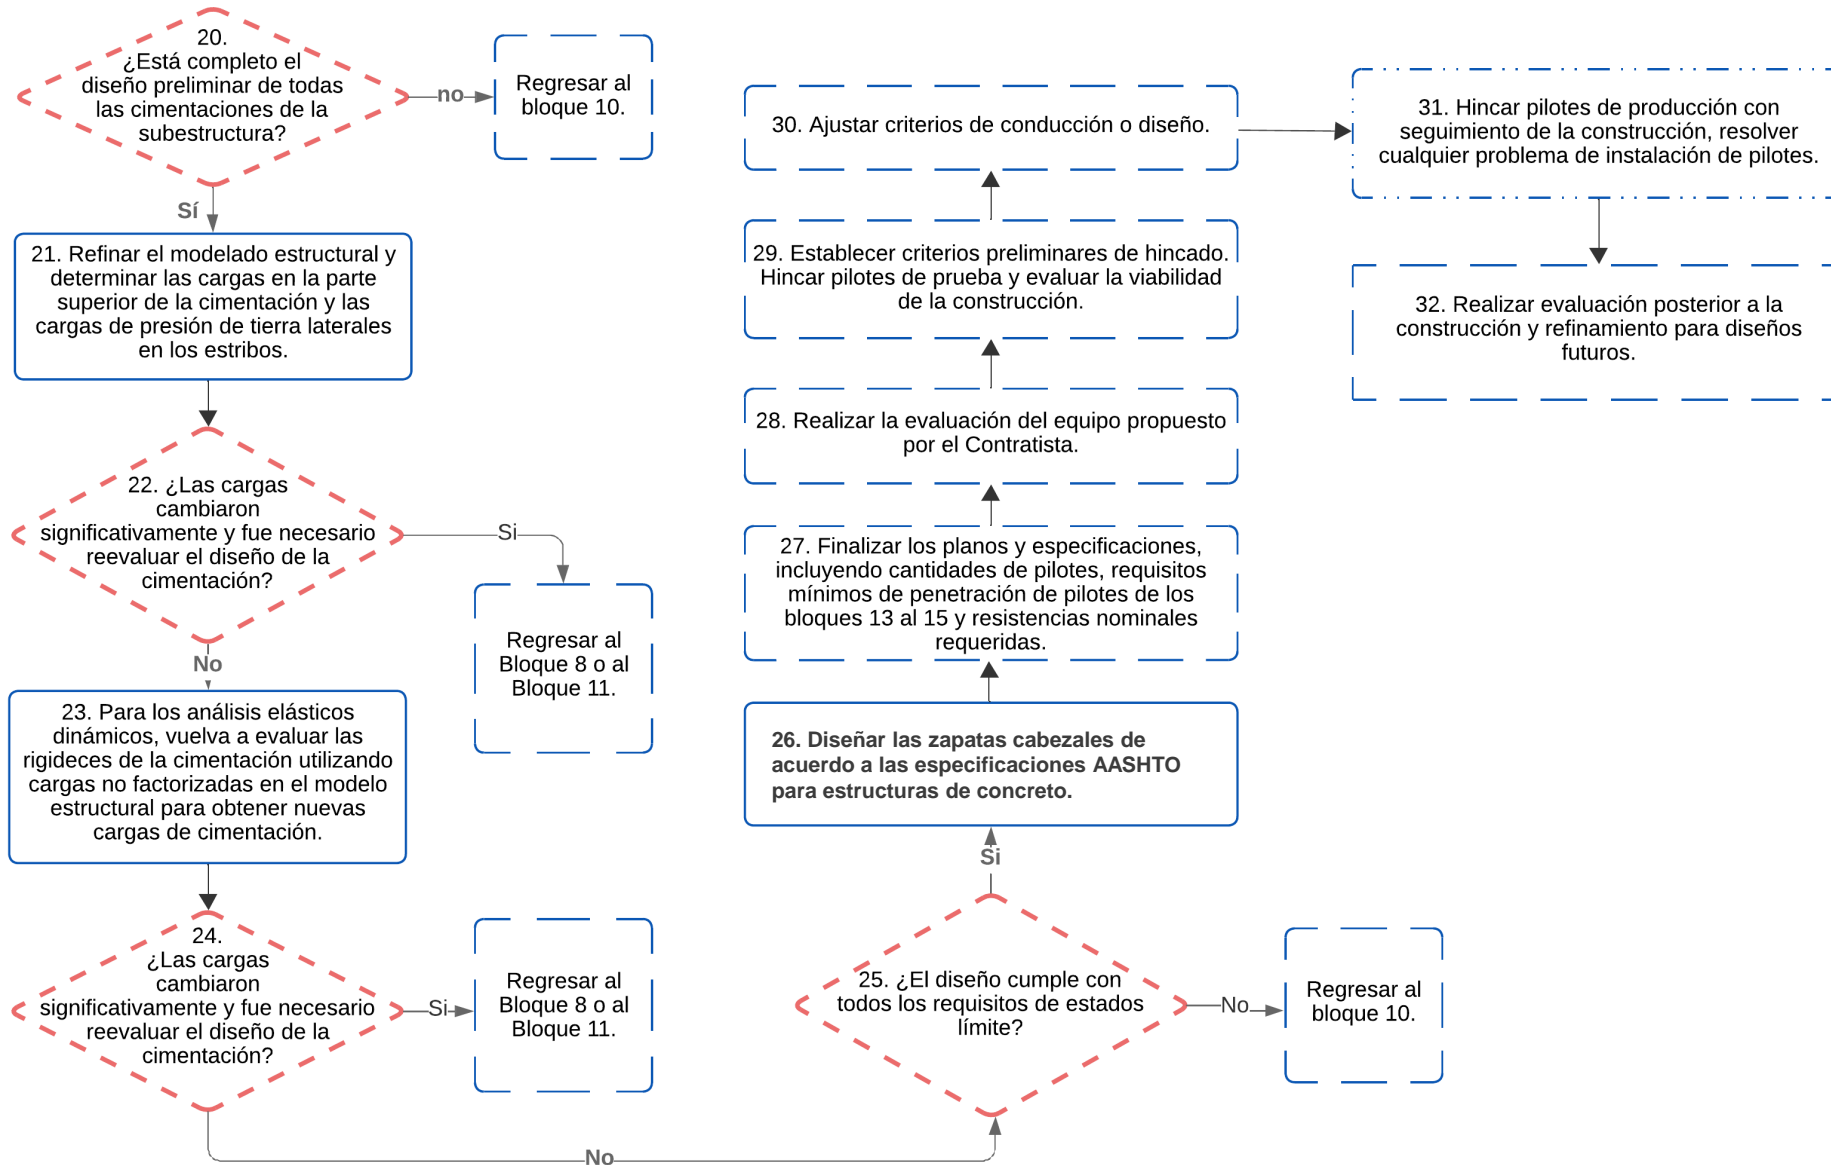 20.
¿Está completo el
diseño preliminar de todas
las cimentaciones de la
subestructura?
no
Regresar al
bloque 10.
Sí
21. Refinar el modelado estructural y
determinar las cargas en la parte
superior de la cimentación y las
cargas de presión de tierra laterales
en los estribos.
22. ¿Las cargas
cambiaron
significativamente y fue necesario
reevaluar el diseño de la
cimentación?
Si
Regresar al
Bloque 8 o al
Bloque 11.
No
23. Para los análisis elásticos
dinámicos, vuelva a evaluar las
rigideces de la cimentación utilizando
cargas no factorizadas en el modelo
estructural para obtener nuevas
cargas de cimentación.
24.
¿Las cargas
cambiaron
significativamente y fue necesario
reevaluar el diseño de la
cimentación?
Si
Regresar al
Bloque 8 o al
Bloque 11.
No
25. ¿El diseño cumple con
todos los requisitos de estados
límite?
No
Regresar al
bloque 10.
Si
26. Diseñar las zapatas cabezales de
acuerdo a las especificaciones AASHTO
para estructuras de concreto.
27. Finalizar los planos y especificaciones,
incluyendo cantidades de pilotes, requisitos
mínimos de penetración de pilotes de los
bloques 13 al 15 y resistencias nominales
requeridas.
28. Realizar la evaluación del equipo propuesto
por el Contratista.
29. Establecer criterios preliminares de hincado.
Hincar pilotes de prueba y evaluar la viabilidad
de la construcción.
30. Ajustar criterios de conducción o diseño.
31. Hincar pilotes de producción con
seguimiento de la construcción, resolver
cualquier problema de instalación de pilotes.
32. Realizar evaluación posterior a la
construcción y refinamiento para diseños
futuros.